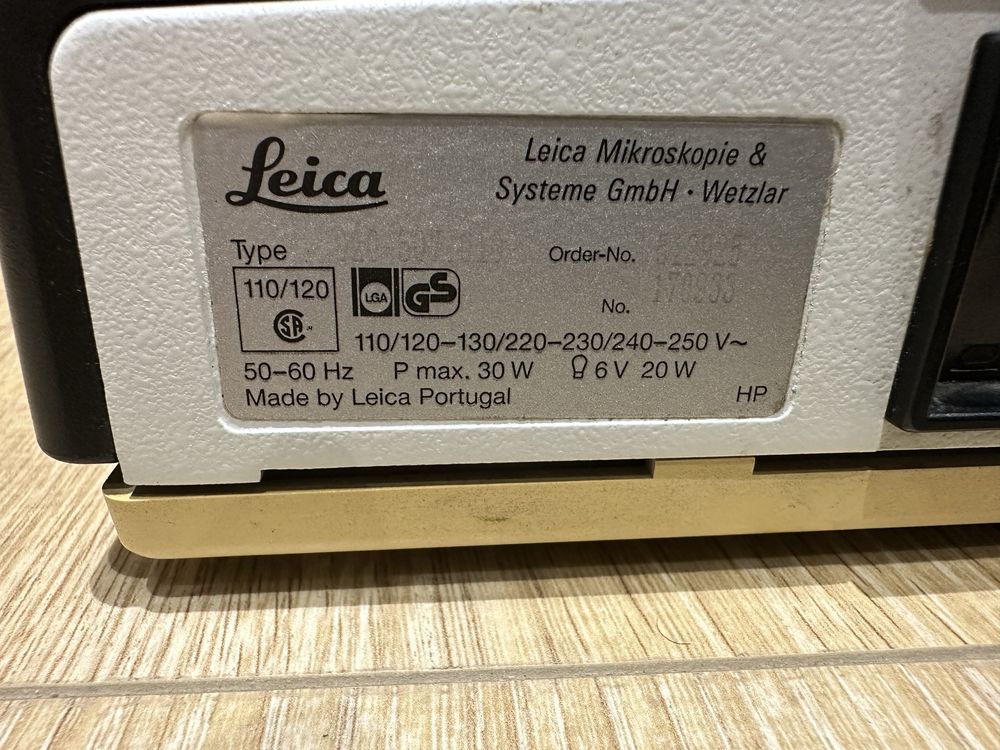 Leica
Leica Mikroskopie &
Systeme GmbH · Wetzlar
Type
Order-No.
110/120
LGA
GS
No.
SA
110/120–130/220–230/240–250 V~
50–60 Hz P max. 30 W 6 V 20 W
Made by Leica Portugal HP